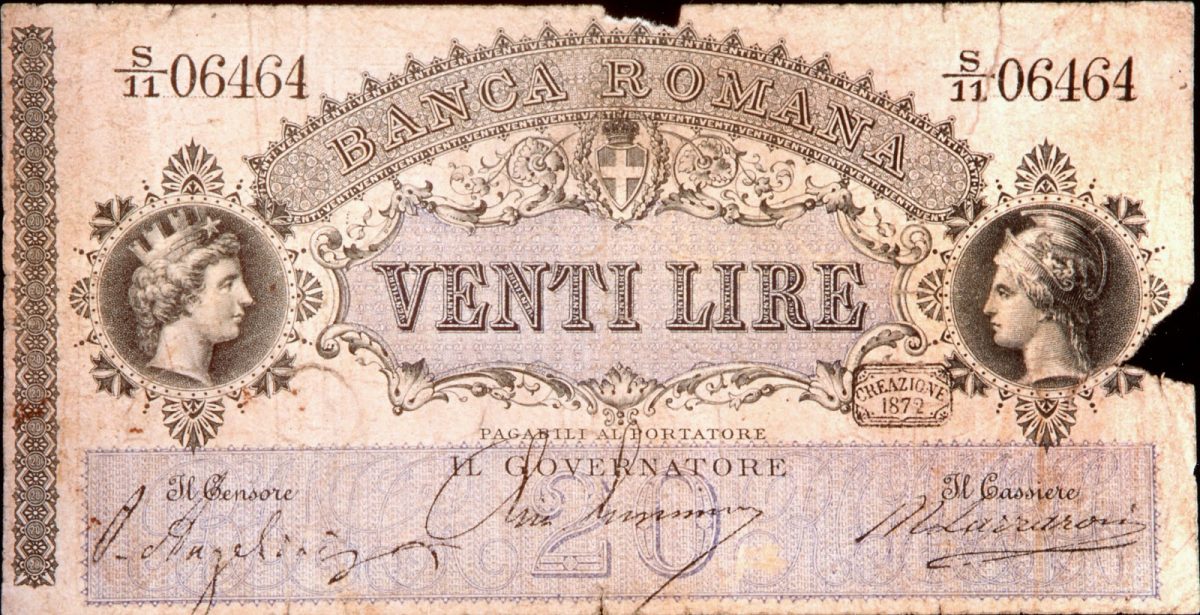 S/11 06464
S/11 06464
BANCA ROMANA
VENTI LIRE
CREAZIONE
1872
PAGABILI AL PORTATORE
IL GOVERNATORE
Il Censore
Il Cassiere
20